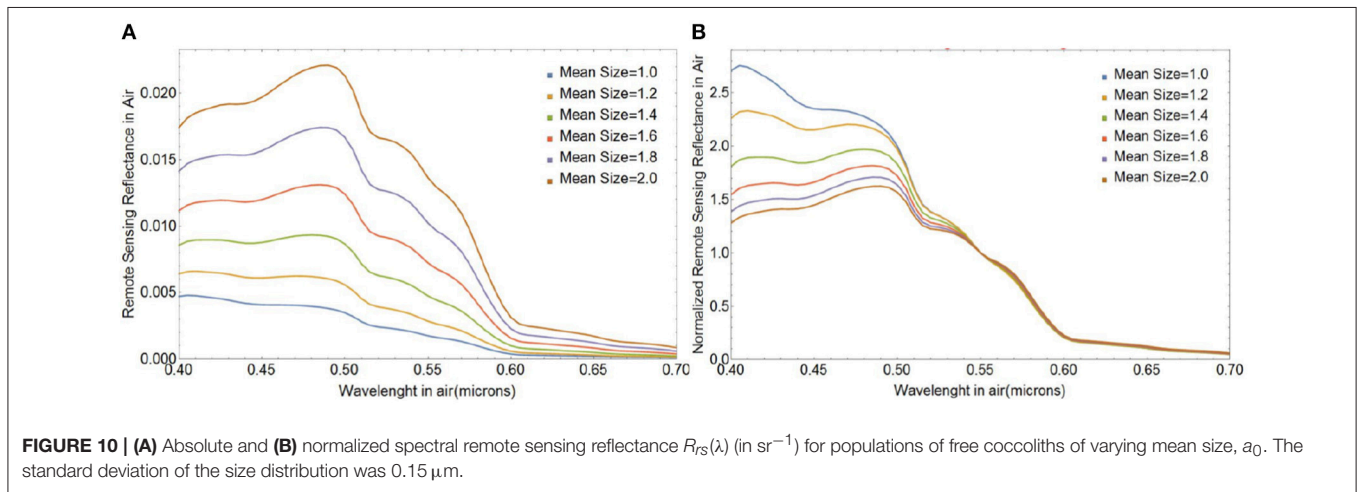 A
B
Remote Sensing Reflectance in Air
0.020
0.015
0.010
0.005
0.000
0.40
0.45
0.50
0.55
0.60
0.65
0.70
Wavelenght in air(microns)
Mean Size=1.0
Mean Size=1.2
Mean Size=1.4
Mean Size=1.6
Mean Size=1.8
Mean Size=2.0
Normalized Remote Sensing Reflectance in Air
2.5
2.0
1.5
1.0
0.5
0.0
0.40
0.45
0.50
0.55
0.60
0.65
0.70
Wavelenght in air(microns)
Mean Size=1.0
Mean Size=1.2
Mean Size=1.4
Mean Size=1.6
Mean Size=1.8
Mean Size=2.0
FIGURE 10 | (A) Absolute and (B) normalized spectral remote sensing reflectance Rrs(λ) (in sr−1) for populations of free coccoliths of varying mean size, a0. The
standard deviation of the size distribution was 0.15 μm.